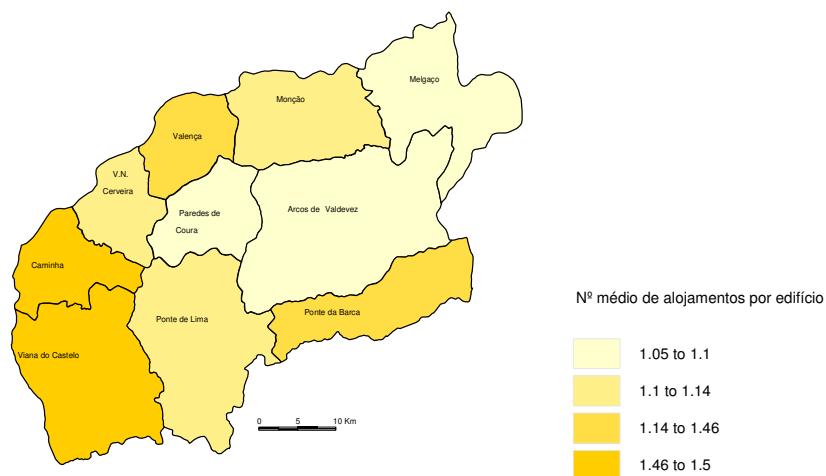 Melgaço
Monção
Valença
V.N.
Cerveira
Paredes de
Coura
Arcos de Valdevez
Caminha
Ponte da Barca
Ponte de Lima
Viana do Castelo
0 5 10 Km
Nº médio de alojamentos por edifício
1.05 to 1.1
1.1 to 1.14
1.14 to 1.46
1.46 to 1.5